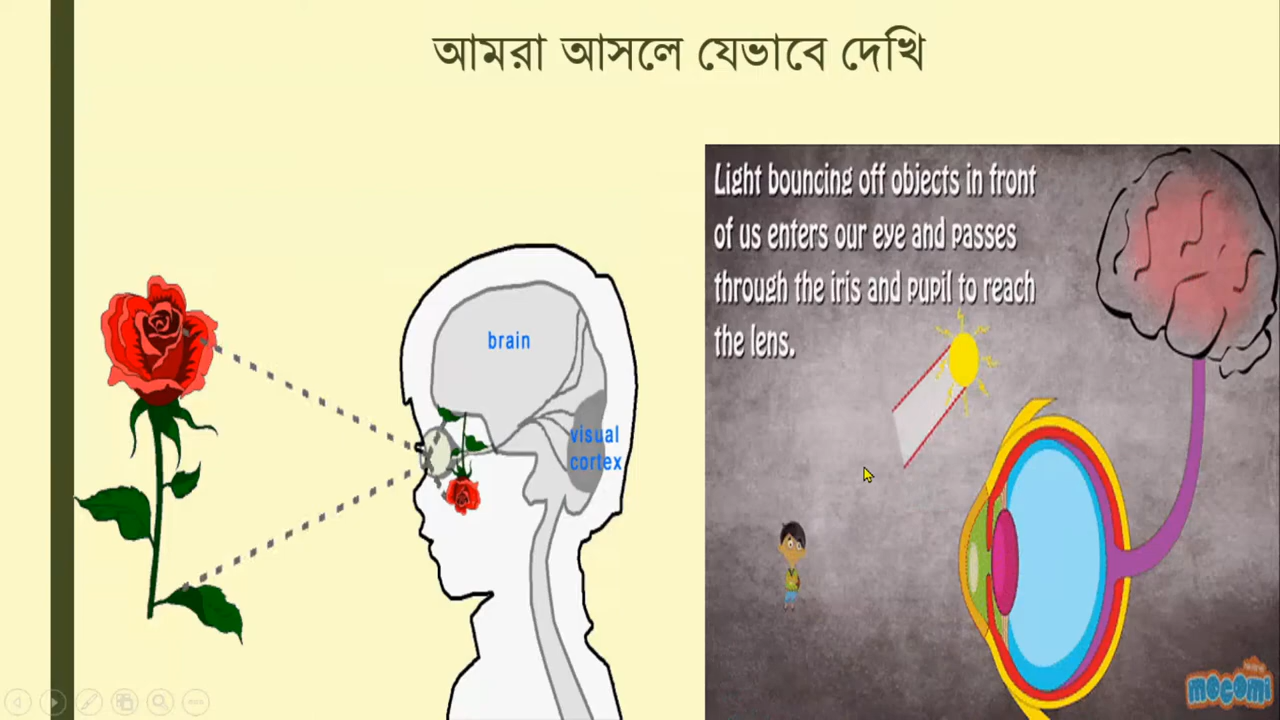 আমরা আসলে যেভাবে দেখি
Light bouncing off objects in front
of us enters our eye and passes
through the iris and pupil to reach
the lens.
brain
visual
cortex
mocomi